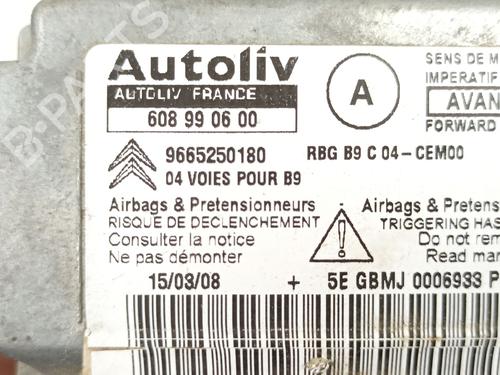 Autoliv
AUTOLIV FRANCE
608 99 06 00
A
SENS DE M
IMPERATIF
AVAN
FORWARD
9665250180
RBG B9 C 04-CEM00
04 VOIES POUR B9
Airbags & Pretensionneurs
RISQUE DE DECLENCHEMENT
Consulter la notice
Ne pas démonter
Airbags & Pretens
TRIGGERING HAS
Do not rem
Read man
15/03/08 + 5E GBMJ 0006933 P
B-PARTS